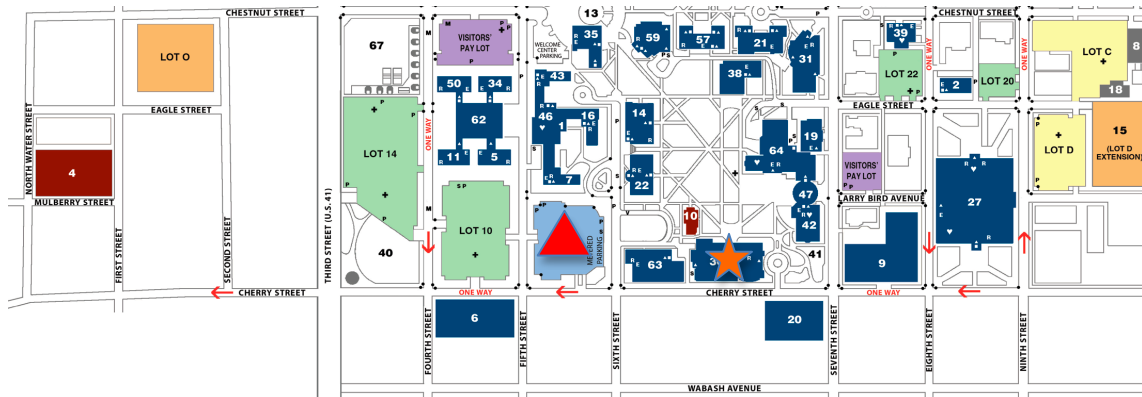 CHESTNUT STREET
CHESTNUT STREET
13
67
VISITORS'
PAY LOT
M
P
WELCOME
CENTER
PARKING
35
59
57
21
31
39
ONE WAY
ONE WAY
LOT O
LOT C
8
18
50
34
43
38
LOT 22
2
LOT 20
EAGLE STREET
EAGLE STREET
NORTH WATER STREET
LOT 14
ONE WAY
62
46
1
16
14
64
19
4
11
5
7
22
VISITORS'
PAY LOT
LOT D
15
(LOT D
EXTENSION)
MULBERRY STREET
47
LARRY BIRD AVENUE
27
FIRST STREET
SECOND STREET
THIRD STREET (U.S. 41)
40
M
S P
LOT 10
METERED
PARKING
10
42
41
63
9
CHERRY STREET
ONE WAY
CHERRY STREET
ONE WAY
6
20
FOURTH STREET
FIFTH STREET
SIXTH STREET
SEVENTH STREET
EIGHTH STREET
NINTH STREET
WABASH AVENUE